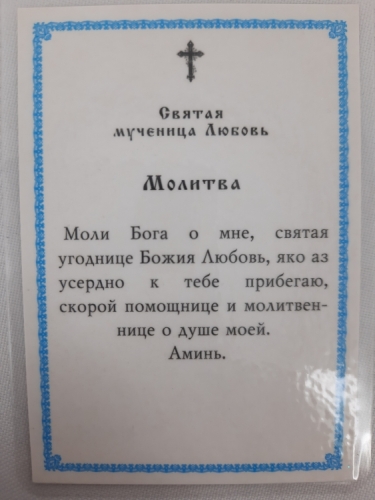 Святая
мученица Любовь
Молитва
Моли Бога о мне, святая
угоднице Божия Любовь, яко аз
усердно к тебе прибегаю,
скорой помощнице и молитвен-
нице о душе моей.
Аминь.